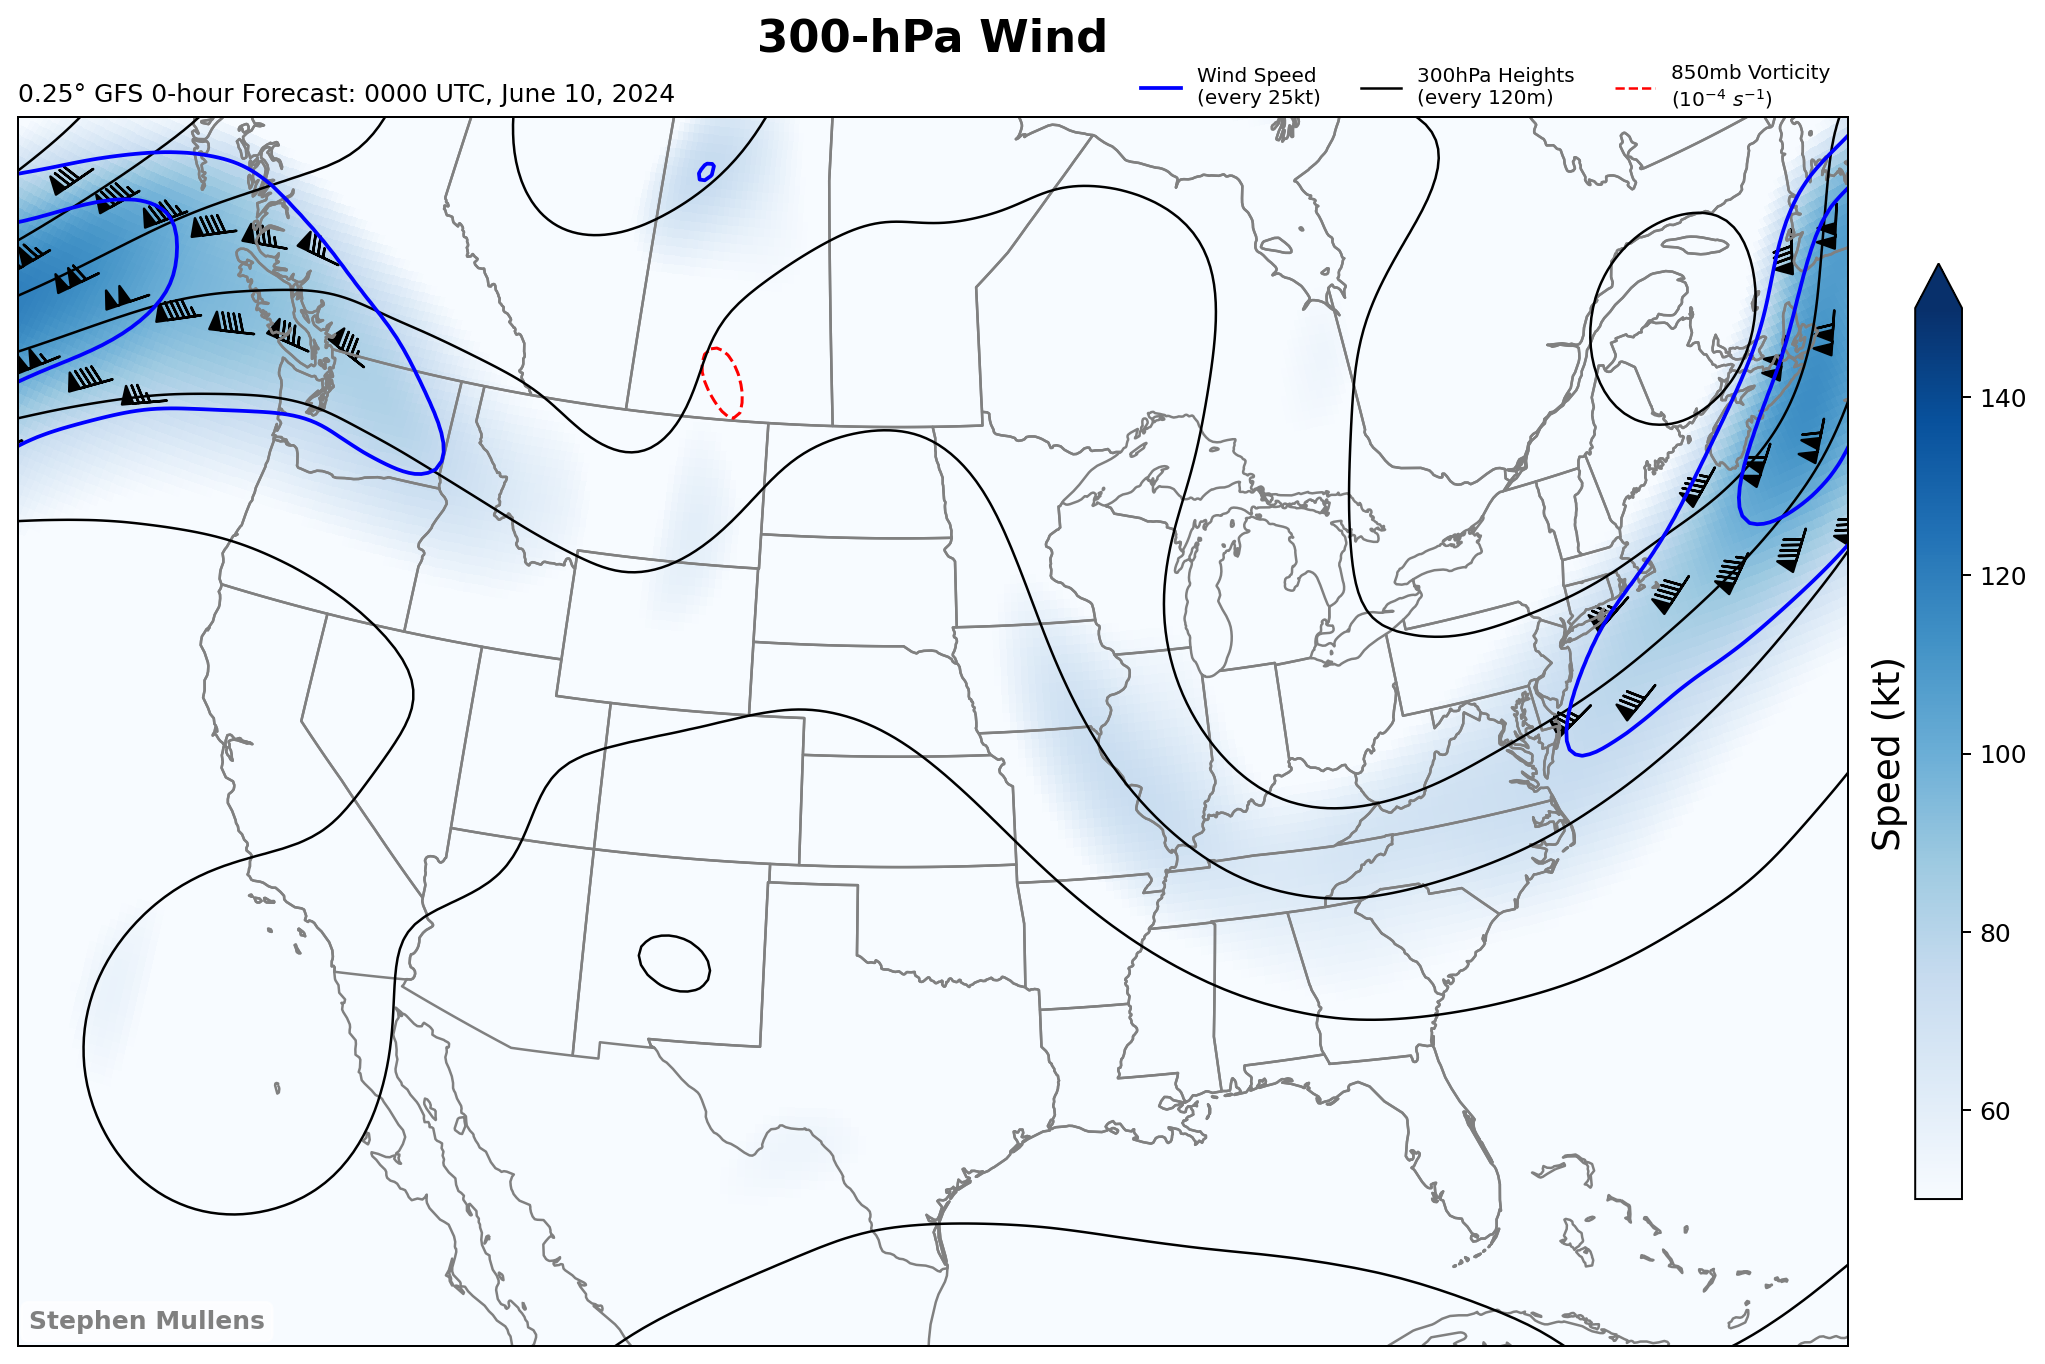 300-hPa Wind
0.25° GFS 0-hour Forecast: 0000 UTC, June 10, 2024
Wind Speed
(every 25kt)
300hPa Heights
(every 120m)
850mb Vorticity
(10⁻⁴ s⁻¹)
140
120
100
80
60
Speed (kt)
Stephen Mullens